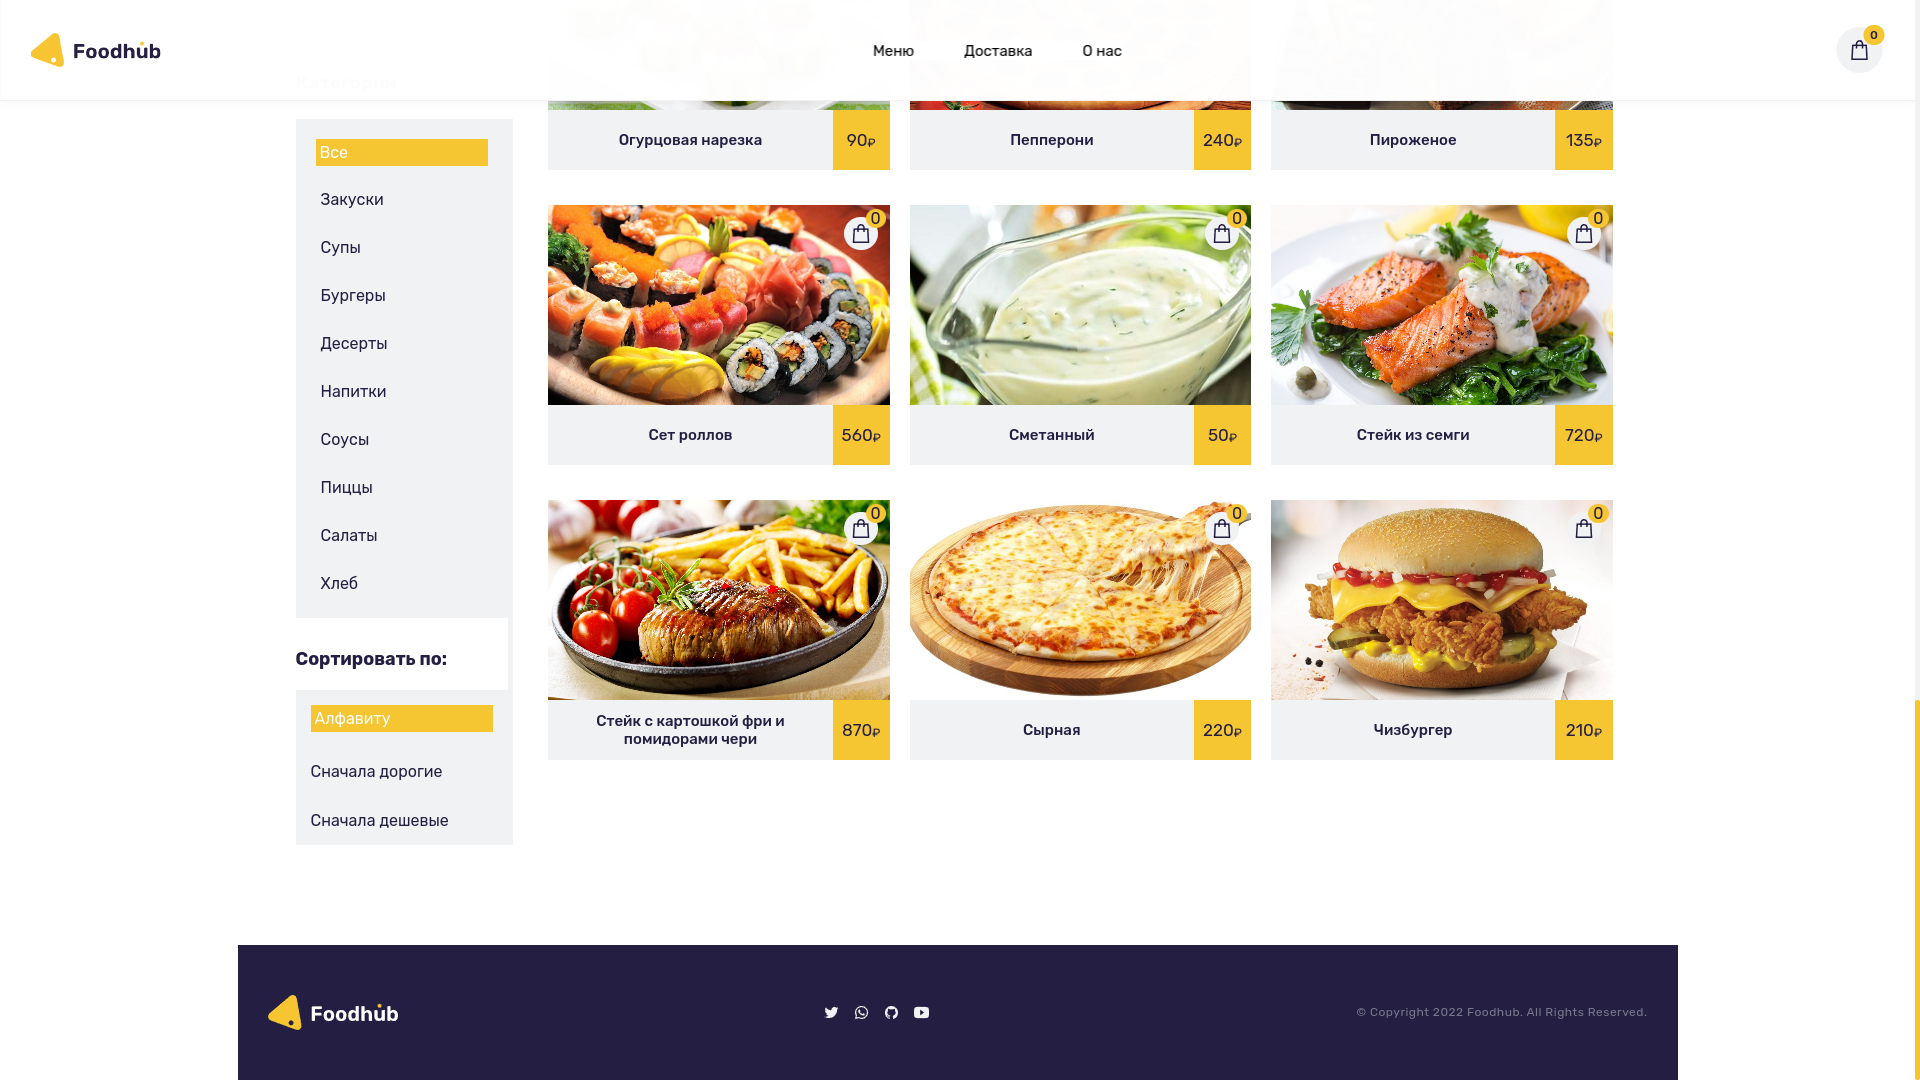 Foodhub
Меню
Доставка
О нас
0
Все
Закуски
Супы
Бургеры
Десерты
Напитки
Соусы
Пиццы
Салаты
Хлеб
Сортировать по:
Алфавиту
Сначала дорогие
Сначала дешевые
Огурцовая нарезка
90₽
Пепперони
240₽
Пироженое
135₽
0
Сет роллов
560₽
0
Сметанный
50₽
0
Стейк из семги
720₽
0
Стейк с картошкой фри и
помидорами чери
870₽
0
Сырная
220₽
0
Чизбургер
210₽
Foodhub
© Copyright 2022 Foodhub. All Rights Reserved.